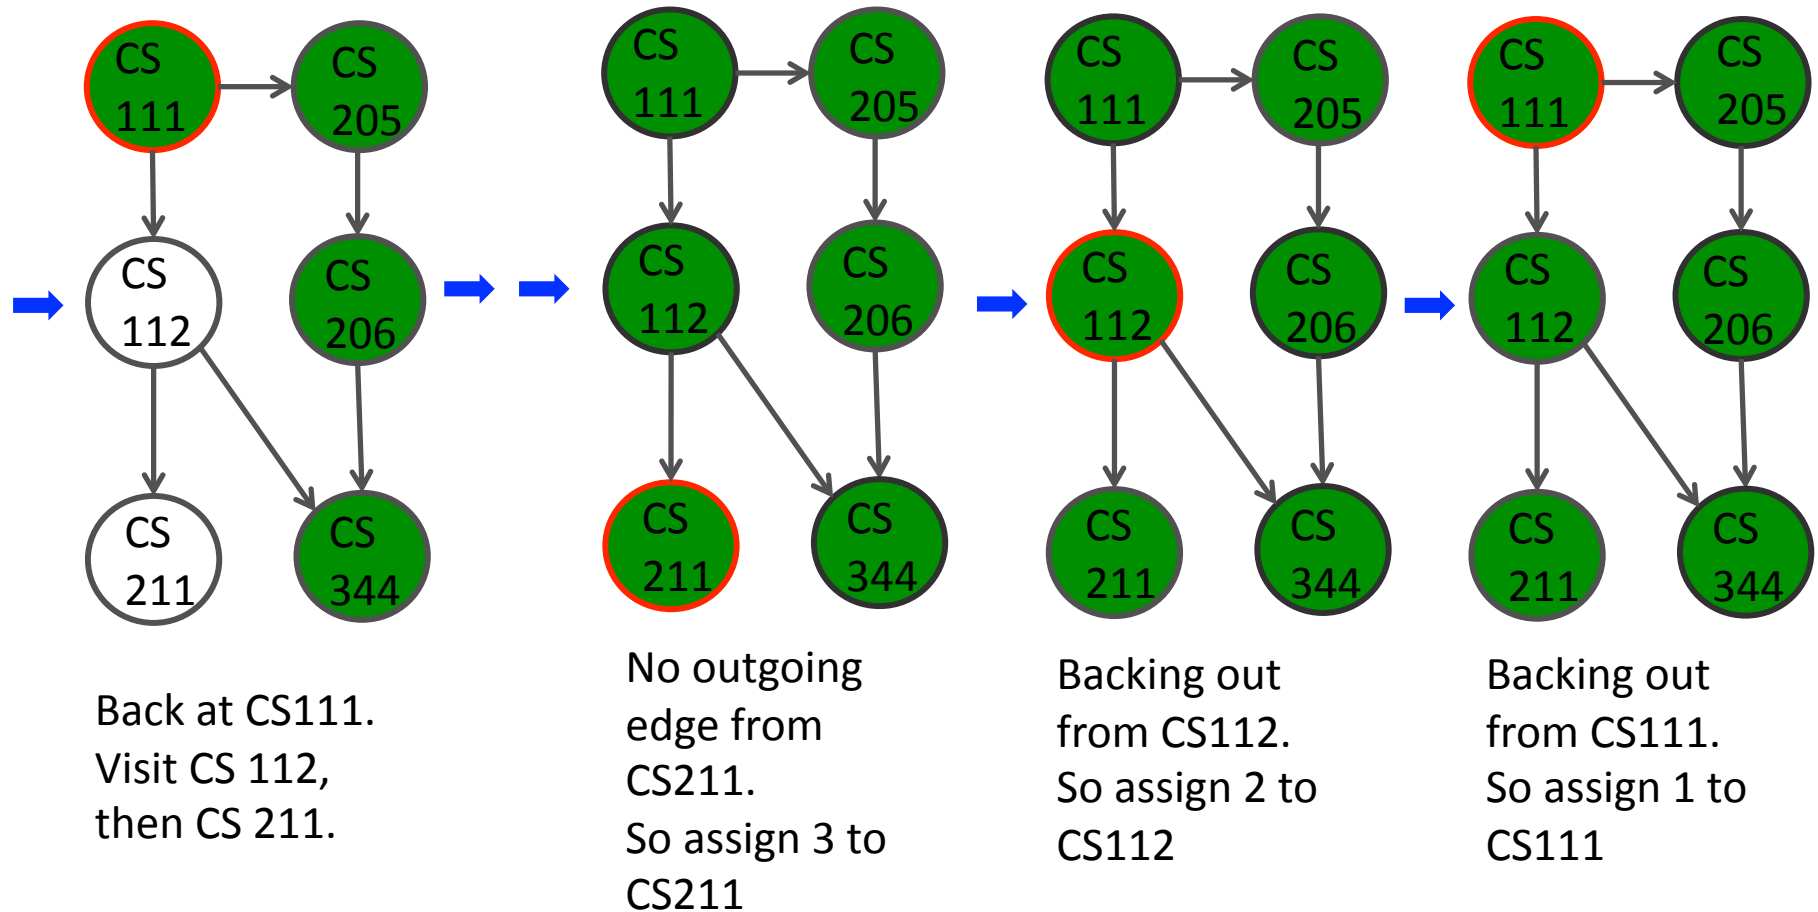 CS
111
CS
205
CS
112
CS
206
CS
211
CS
344
Back at CS111.
Visit CS 112,
then CS 211.
CS
111
CS
205
CS
112
CS
206
CS
211
CS
344
No outgoing
edge from
CS211.
So assign 3 to
CS211
CS
111
CS
205
CS
112
CS
206
CS
211
CS
344
Backing out
from CS112.
So assign 2 to
CS112
CS
111
CS
205
CS
112
CS
206
CS
211
CS
344
Backing out
from CS111.
So assign 1 to
CS111